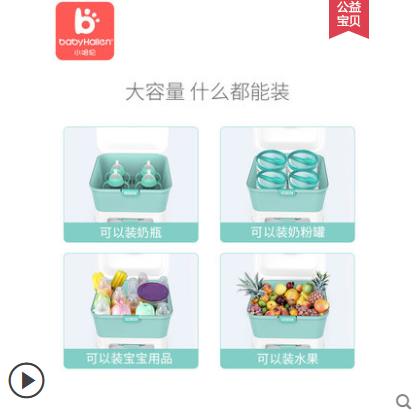 babyHallen
小哈伦
公益
宝贝
大容量 什么都能装
可以装奶瓶
可以装奶粉罐
可以装宝宝用品
可以装水果